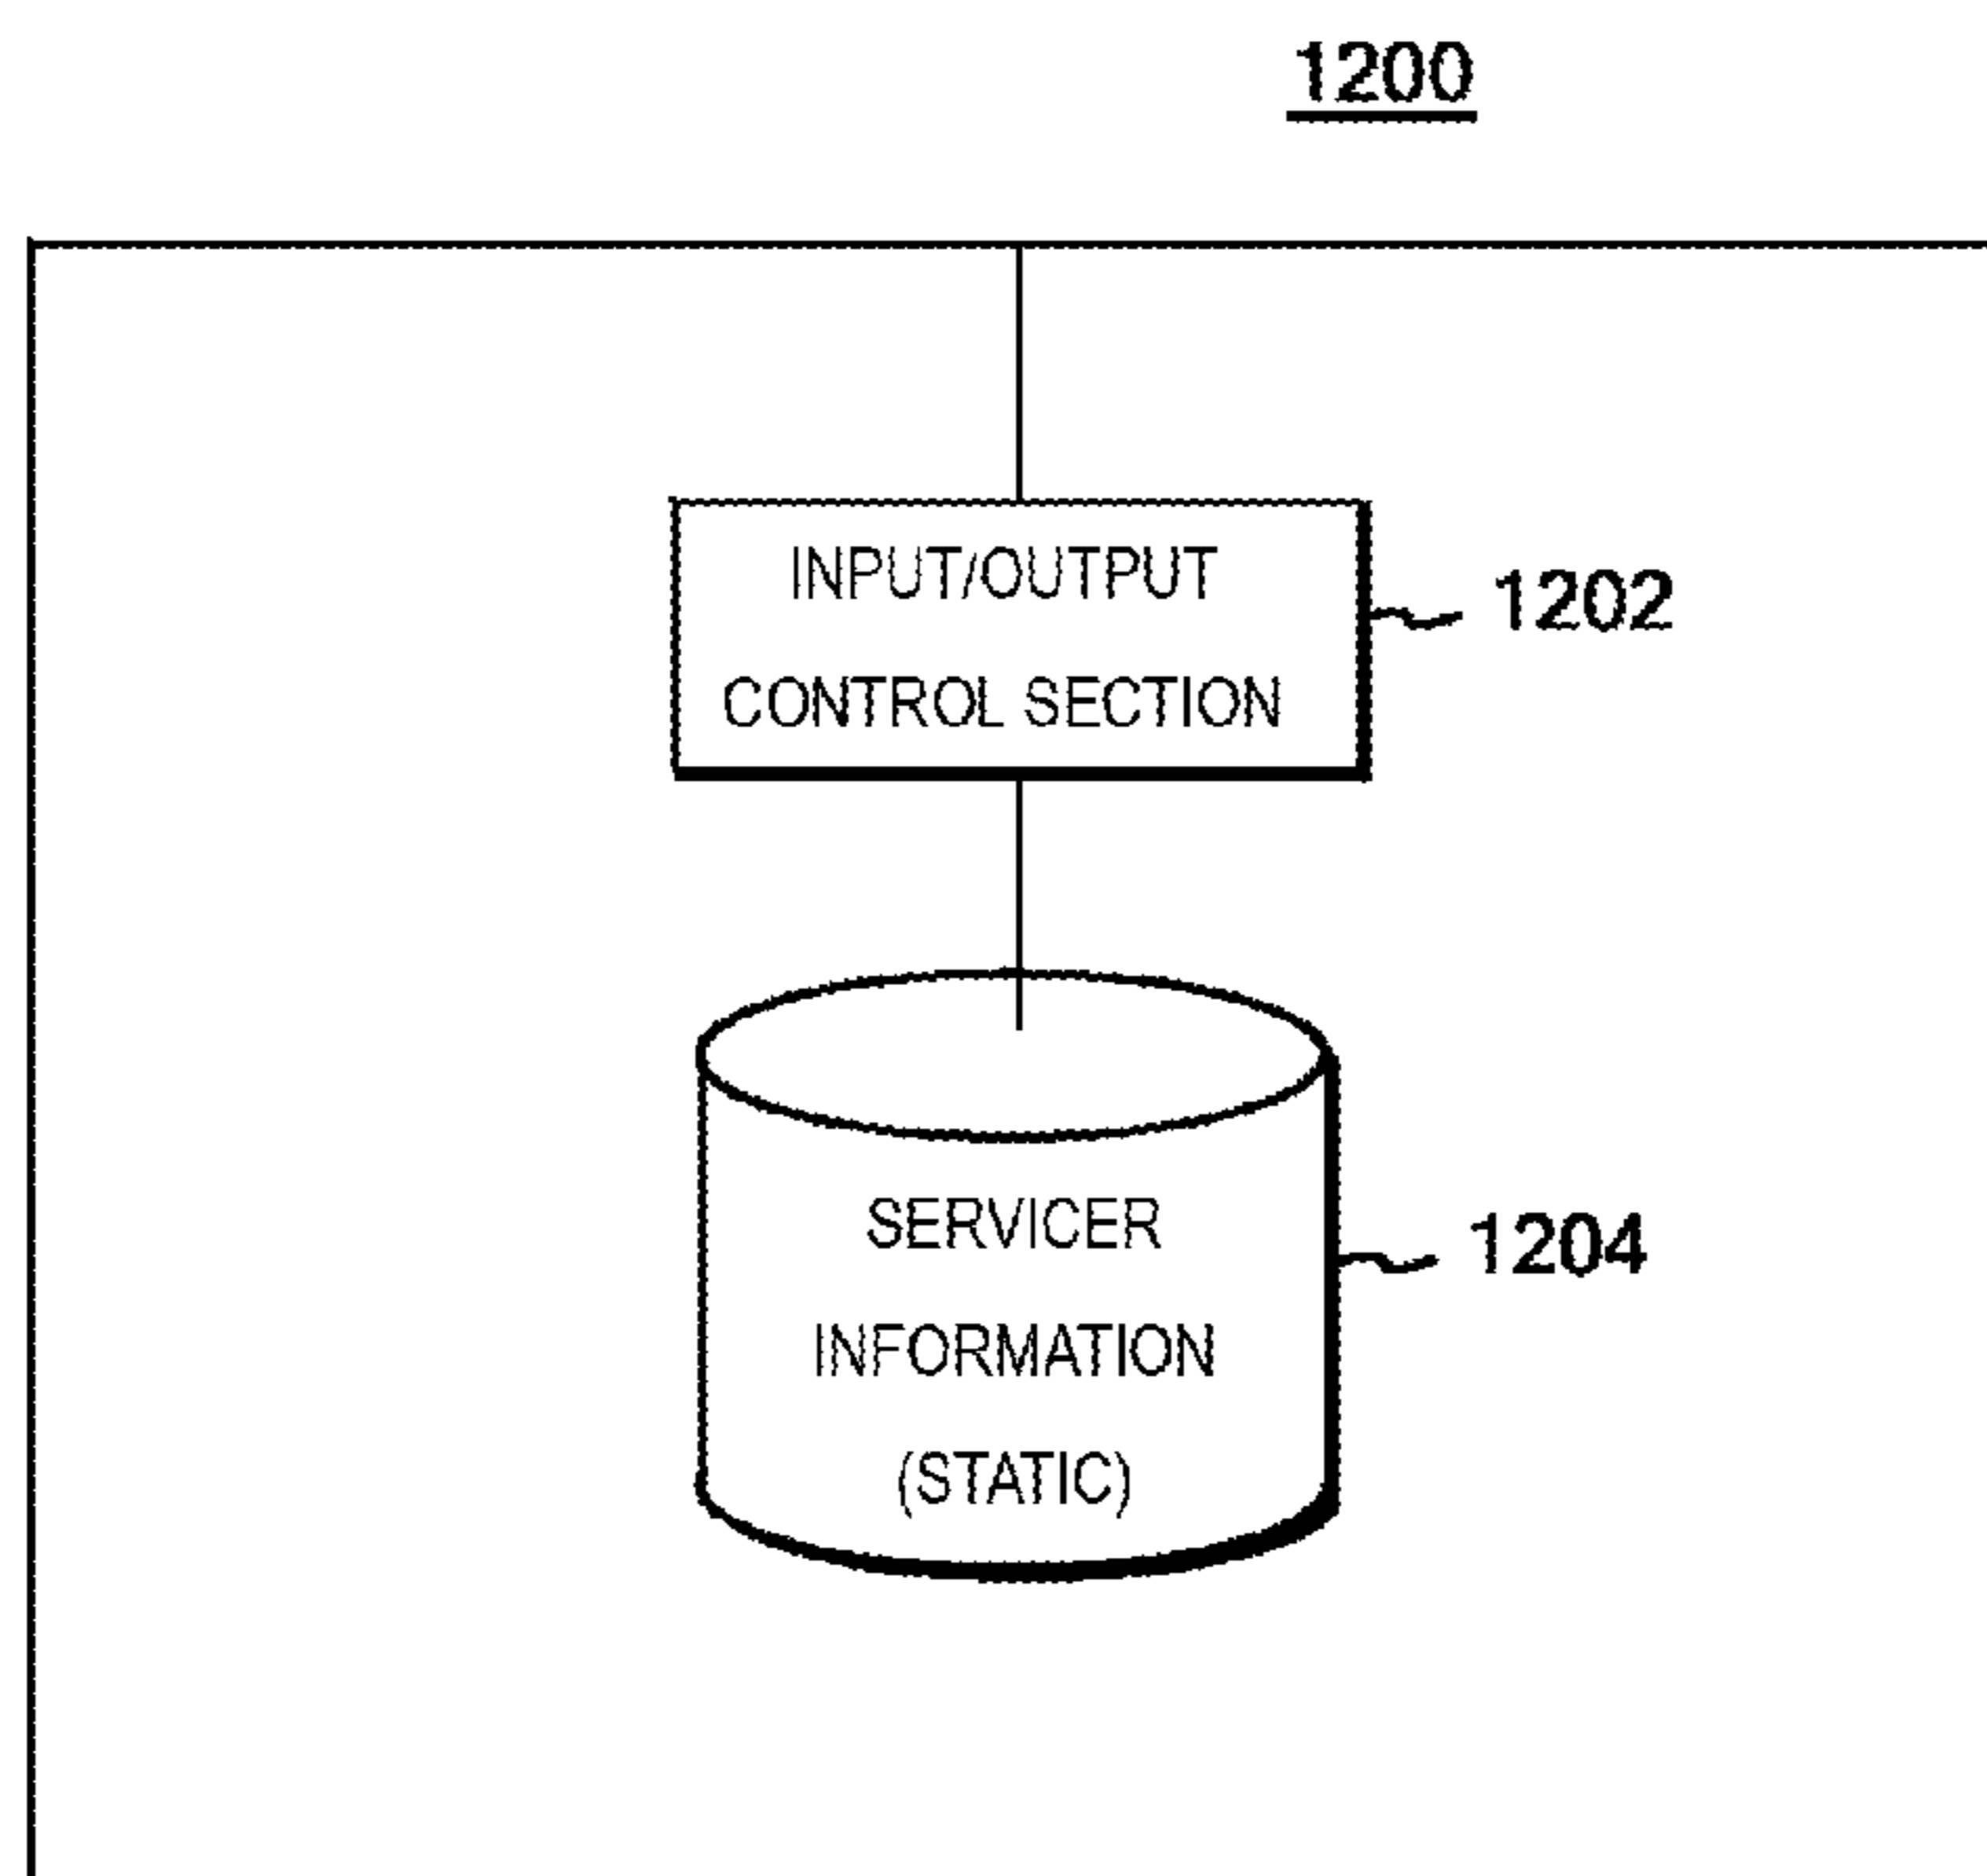 1200
INPUT/OUTPUT
CONTROL SECTION
1202
SERVICER
INFORMATION
(STATIC)
1204